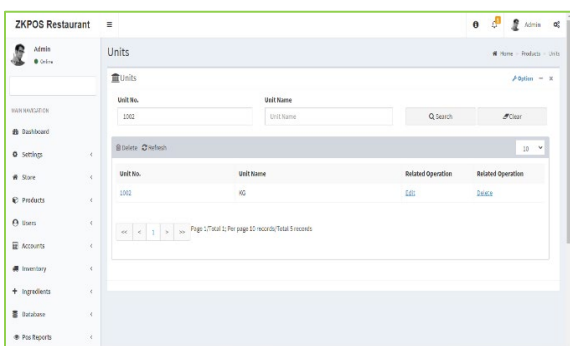 ZKPOS Restaurant
Admin
Admin
Online
Units
Home > Products > Units
Units
Option
Unit No.
Unit Name
1002
Unit Name
Search
Clear
MAIN NAVIGATION
Dashboard
Settings
Store
Products
Users
Accounts
Inventory
Ingredients
Database
Pos Reports
Delete Refresh
10
Unit No.
Unit Name
Related Operation
Related Operation
1002
KG
Edit
Delete
<< < 1 > >> Page 1/Total 1; Per page 10 records/Total 5 records